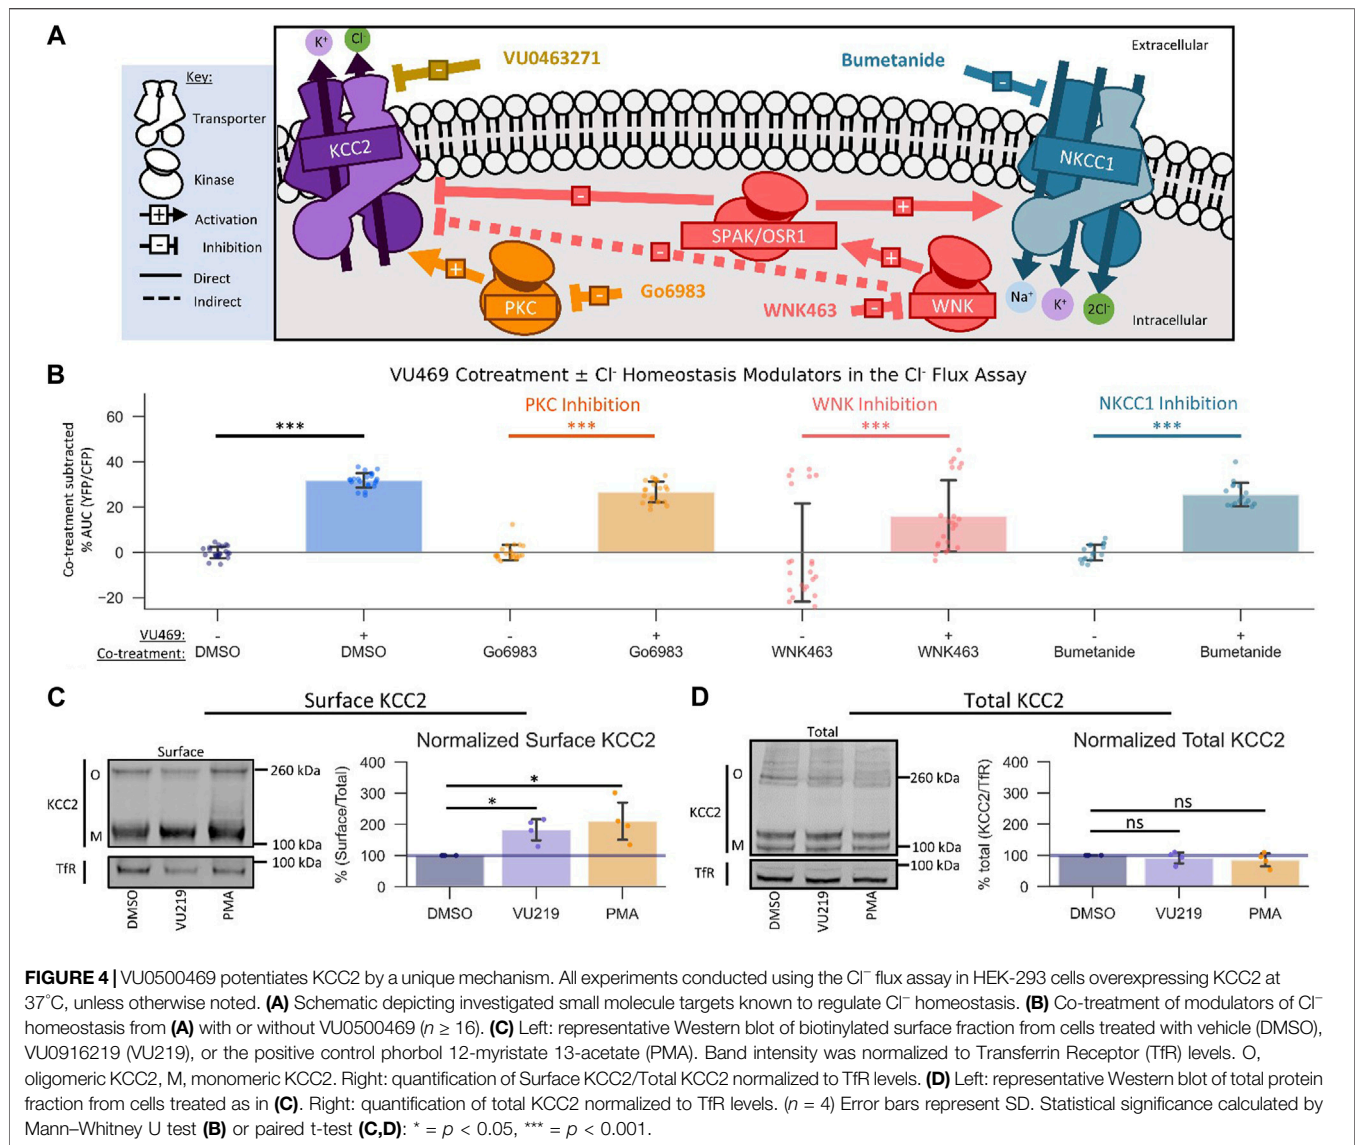 A
Key:
Transporter
Kinase
+ Activation
- Inhibition
Direct
Indirect
K+ Cl-
VU0463271
-
Bumetanide
-
Extracellular
KCC2
NKCC1
-
+
SPAK/OSR1
-
+
+
PKC
-
Go6983
WNK463
-
WNK
Na+
K+
2Cl-
Intracellular
B
VU469 Cotreatment ± Cl- Homeostasis Modulators in the Cl- Flux Assay
PKC Inhibition WNK Inhibition NKCC1 Inhibition
*** *** *** ***
Co-treatment subtracted
% AUC (YFP/CFP)
60
40
20
0
−20
VU469: - + - + - + - +
Co-treatment: DMSO DMSO Go6983 Go6983 WNK463 WNK463 Bumetanide Bumetanide
C
Surface KCC2
Surface
O
KCC2
M
TfR
260 kDa
100 kDa
100 kDa
DMSO
VU219
PMA
Normalized Surface KCC2
% (Surface/Total)
400
300
200
100
0
*
*
DMSO VU219 PMA
D
Total KCC2
Total
O
KCC2
M
TfR
260 kDa
100 kDa
100 kDa
DMSO
VU219
PMA
Normalized Total KCC2
% total (KCC2/TfR)
400
300
200
100
0
ns
ns
DMSO VU219 PMA
FIGURE 4 | VU0500469 potentiates KCC2 by a unique mechanism. All experiments conducted using the Cl− flux assay in HEK-293 cells overexpressing KCC2 at
37°C, unless otherwise noted. (A) Schematic depicting investigated small molecule targets known to regulate Cl− homeostasis. (B) Co-treatment of modulators of Cl−
homeostasis from (A) with or without VU0500469 (n ≥ 16). (C) Left: representative Western blot of biotinylated surface fraction from cells treated with vehicle (DMSO),
VU0916219 (VU219), or the positive control phorbol 12-myristate 13-acetate (PMA). Band intensity was normalized to Transferrin Receptor (TfR) levels. O,
oligomeric KCC2, M, monomeric KCC2. Right: quantification of Surface KCC2/Total KCC2 normalized to TfR levels. (D) Left: representative Western blot of total protein
fraction from cells treated as in (C). Right: quantification of total KCC2 normalized to TfR levels. (n = 4) Error bars represent SD. Statistical significance calculated by
Mann–Whitney U test (B) or paired t-test (C,D): * = p < 0.05, *** = p < 0.001.